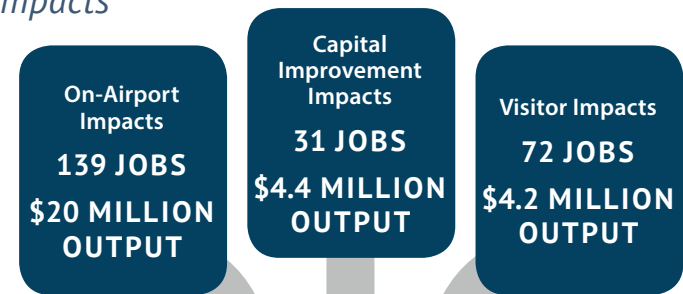 Impacts
On-Airport
Impacts
139 JOBS
$20 MILLION
OUTPUT
Capital
Improvement
Impacts
31 JOBS
$4.4 MILLION
OUTPUT
Visitor Impacts
72 JOBS
$4.2 MILLION
OUTPUT